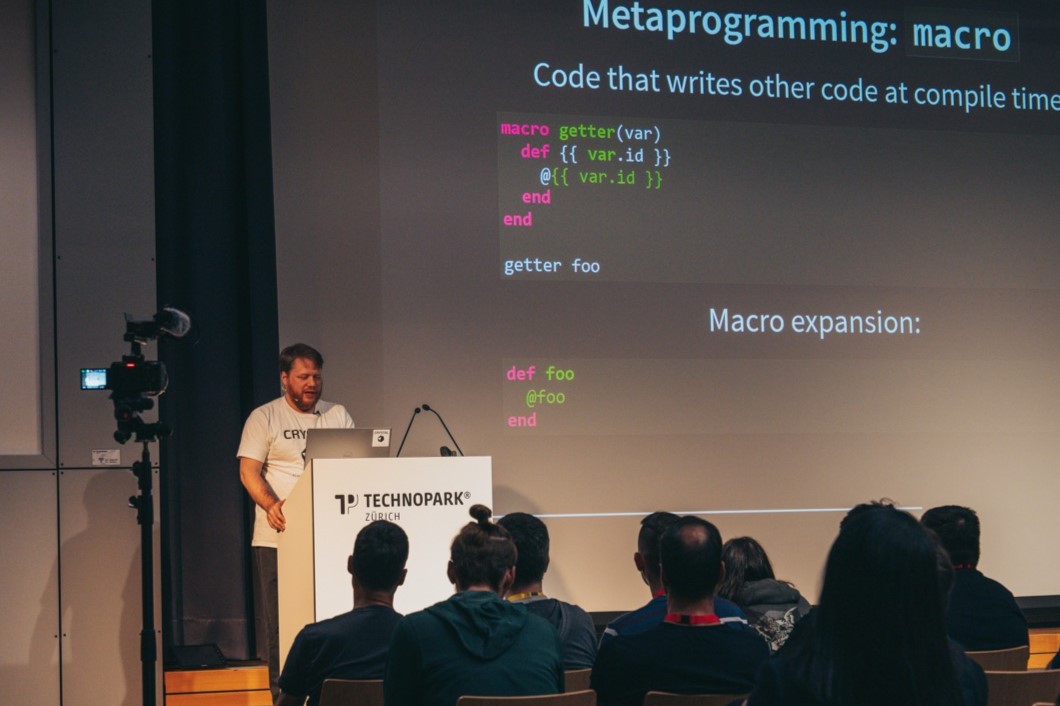 Metaprogramming: macro
Code that writes other code at compile time
macro getter(var)
  def {{ var.id }}
    @{{ var.id }}
  end
end
getter foo
Macro expansion:
def foo
  @foo
end
CRY
TP TECHNOPARK®
ZÜRICH